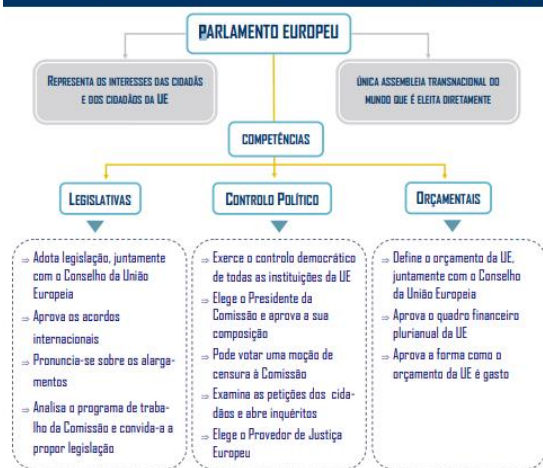 PARLAMENTO EUROPEU
REPRESENTA OS INTERESSES DAS CIDADÃS
E DOS CIDADÃOS DA UE
ÚNICA ASSEMBLEIA TRANSNACIONAL DO
MUNDO QUE É ELEITA DIRETAMENTE
COMPETÊNCIAS
LEGISLATIVAS
⇒ Adota legislação, juntamente
com o Conselho da União
Europeia
⇒ Aprova os acordos
internacionais
⇒ Pronuncia-se sobre os alarga-
mentos
⇒ Analisa o programa de traba-
lho da Comissão e convida-a a
propor legislação
CONTROLO POLÍTICO
⇒ Exerce o controlo democrático
de todas as instituições da UE
⇒ Elege o Presidente da
Comissão e aprova a sua
composição
⇒ Pode votar uma moção de
censura à Comissão
⇒ Examina as petições dos cida-
dãos e abre inquéritos
⇒ Elege o Provedor de Justiça
Europeu
ORÇAMENTAIS
⇒ Define o orçamento da UE,
juntamente com o Conselho
da União Europeia
⇒ Aprova o quadro financeiro
plurianual da UE
⇒ Aprova a forma como o
orçamento da UE é gasto